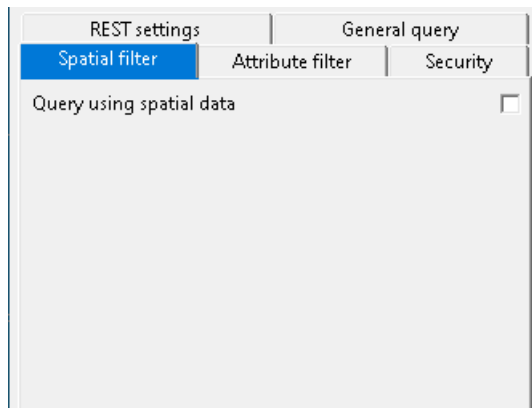 REST settings General query
Spatial filter Attribute filter Security
Query using spatial data